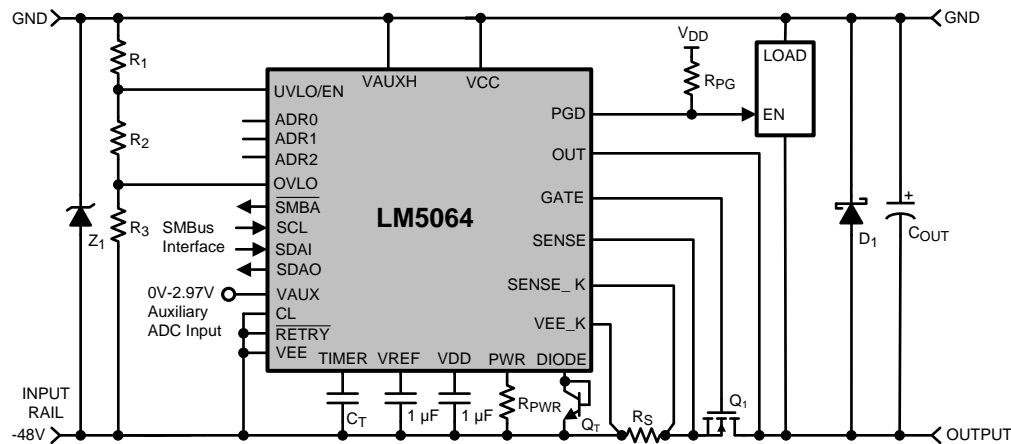 GND
GND
R1
VAUXH
VCC
VDD
RPG
LOAD
EN
UVLO/EN
ADR0
ADR1
ADR2
R2
OVLO
SMBA
SCL
SDAI
SDAO
VAUX
CL
RETRY
VEE
LM5064
PGD
OUT
GATE
SENSE
SENSE_ K
VEE_K
Z1
R3
SMBus
Interface
0V-2.97V
Auxiliary
ADC Input
D1
+
COUT
TIMER
VREF
VDD
PWR
DIODE
INPUT
RAIL
-48V
CT
1 µF
1 µF
RPWR
QT
RS
Q1
OUTPUT